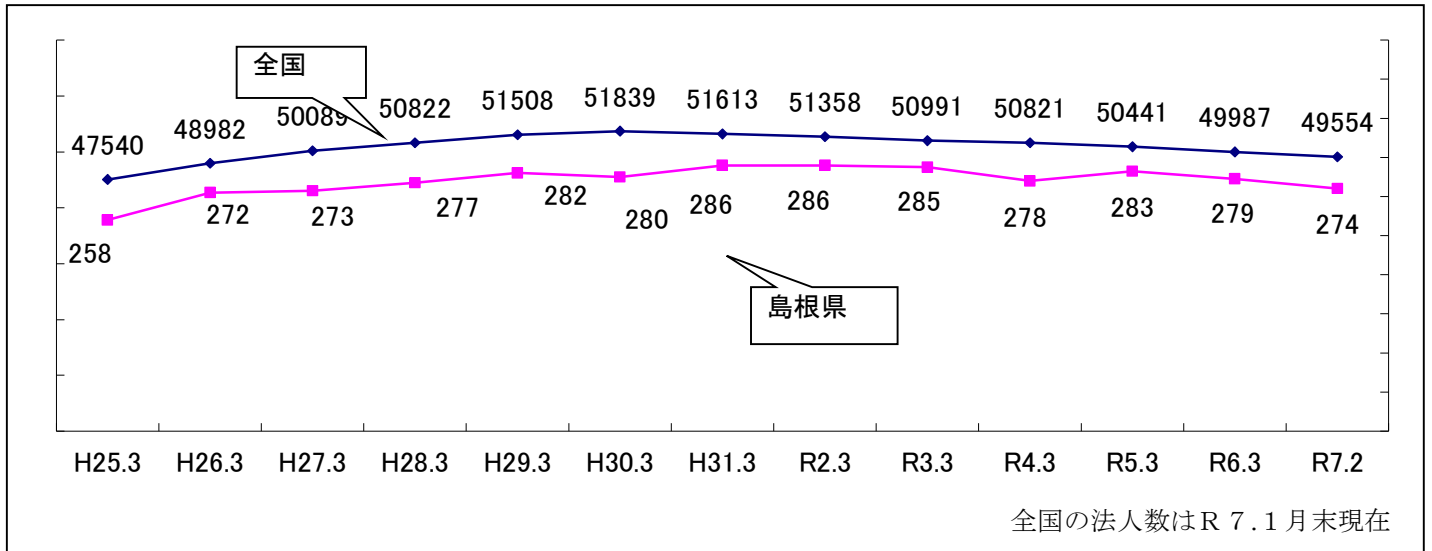 全国
47540 48982 50089 50822 51508 51839 51613 51358 50991 50821 50441 49987 49554
258 272 273 277 282 280 286 286 285 278 283 279 274
島根県
H25.3 H26.3 H27.3 H28.3 H29.3 H30.3 H31.3 R2.3 R3.3 R4.3 R5.3 R6.3 R7.2
全国の法人数はR７.1月末現在